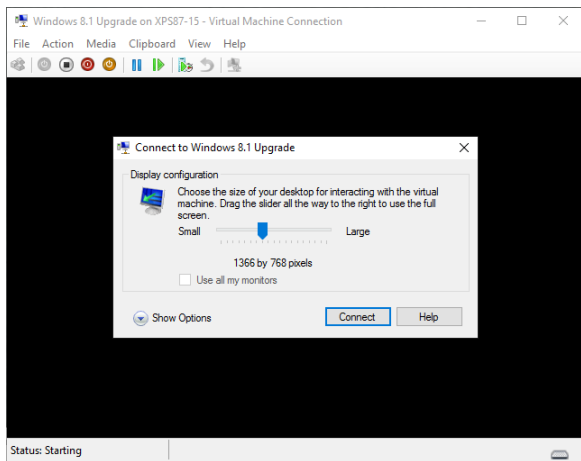 Windows 8.1 Upgrade on XPS87-15 - Virtual Machine Connection
File Action Media Clipboard View Help
Connect to Windows 8.1 Upgrade
Display configuration
Choose the size of your desktop for interacting with the virtual
machine. Drag the slider all the way to the right to use the full
screen.
Small Large
1366 by 768 pixels
Use all my monitors
Show Options Connect Help
Status: Starting